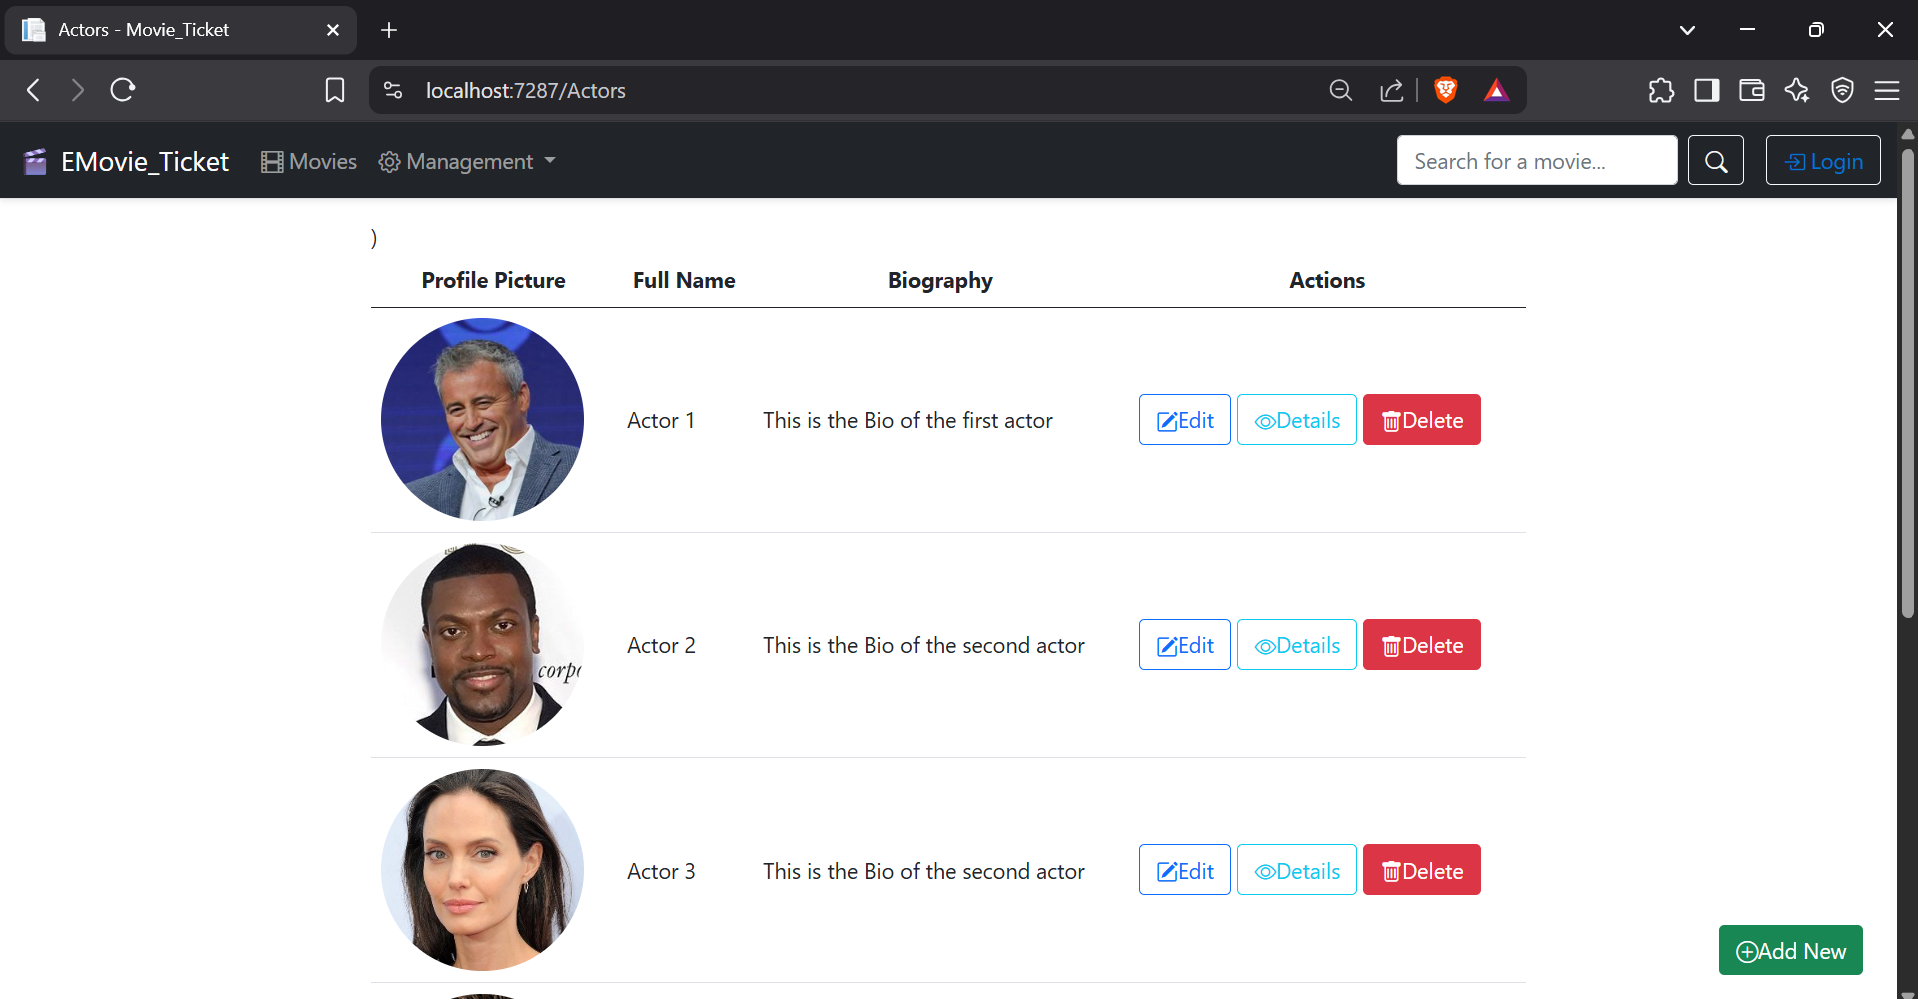 Actors - Movie_Ticket
localhost:7287/Actors
EMovie_Ticket Movies Management Search for a movie... Login
)
Profile Picture Full Name Biography Actions
Actor 1 This is the Bio of the first actor Edit Details Delete
corpo
Actor 2 This is the Bio of the second actor Edit Details Delete
Actor 3 This is the Bio of the second actor Edit Details Delete
Add New